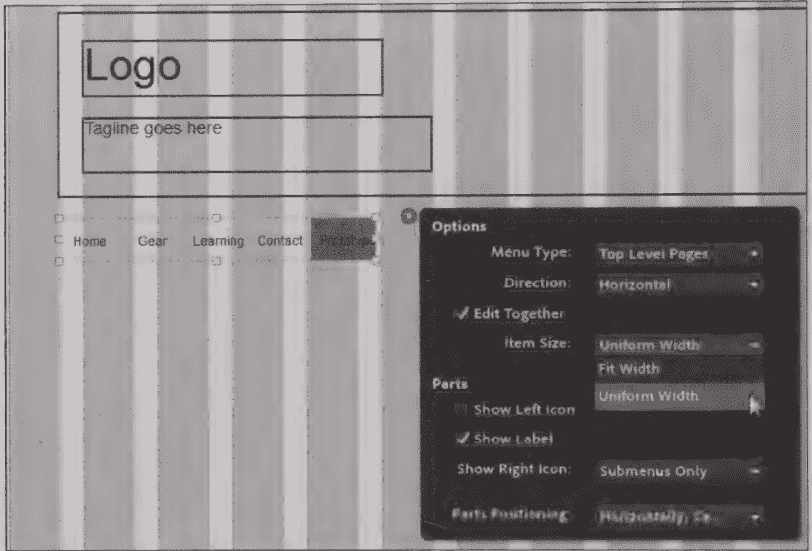 Logo
Tagline goes here
Home Gear Learning Contact
Options
Menu Type: Top Level Pages
Direction: Horizontal
Edit Together
Item Size: Uniform Width
Fit Width
Uniform Width
Parts
Show Left Icon
Show Label
Show Right Icon: Submenus Only
Parts Positioning: Horizontally,